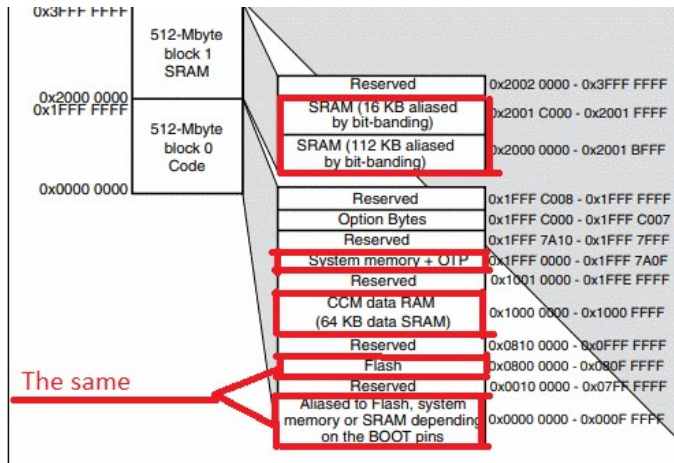 0x3FFF FFFF
512-Mbyte
block 1
SRAM
0x2000 0000
0x1FFF FFFF
512-Mbyte
block 0
Code
0x0000 0000
Reserved 0x2002 0000 - 0x3FFF FFFF
SRAM (16 KB aliased
by bit-banding) 0x2001 C000 - 0x2001 FFFF
SRAM (112 KB aliased
by bit-banding) 0x2000 0000 - 0x2001 BFFF
Reserved 0x1FFF C008 - 0x1FFF FFFF
Option Bytes 0x1FFF C000 - 0x1FFF C007
Reserved 0x1FFF 7A10 - 0x1FFF 7FFF
System memory + OTP 0x1FFF 0000 - 0x1FFF 7A0F
Reserved 0x1001 0000 - 0x1FFE FFFF
CCM data RAM
(64 KB data SRAM) 0x1000 0000 - 0x1000 FFFF
Reserved 0x0810 0000 - 0x0FFF FFFF
Flash 0x0800 0000 - 0x080F FFFF
Reserved 0x0010 0000 - 0x07FF FFFF
Aliased to Flash, system
memory or SRAM depending
on the BOOT pins 0x0000 0000 - 0x000F FFFF
The same